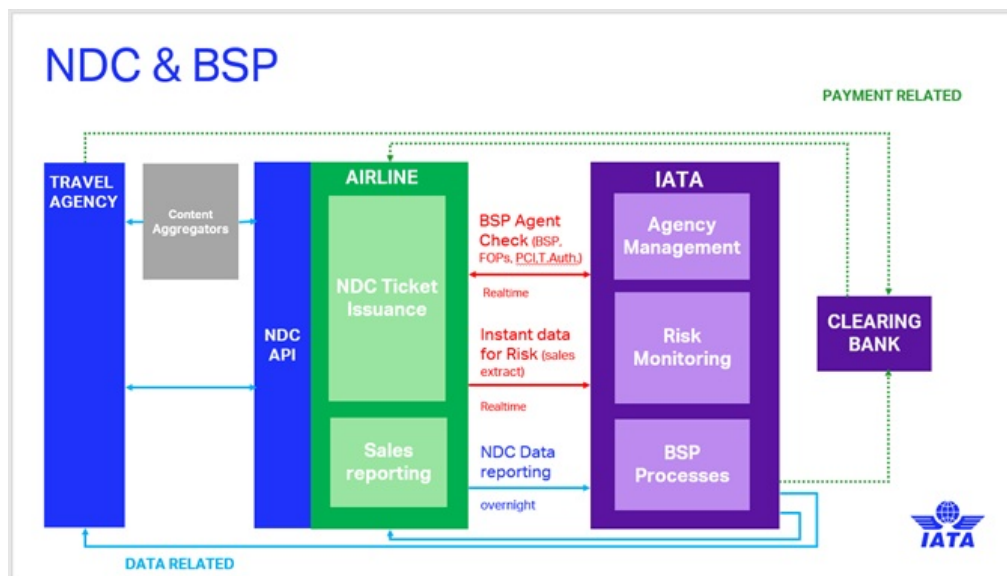 NDC & BSP
PAYMENT RELATED
TRAVEL
AGENCY
Content
Aggregators
NDC
API
AIRLINE
NDC Ticket
Issuance
Sales
reporting
BSP Agent
Check (BSP,
FOPs, PCI,T.Auth,)
Realtime
Instant data
for Risk (sales
extract)
Realtime
NDC Data
reporting
overnight
IATA
Agency
Management
Risk
Monitoring
BSP
Processes
CLEARING
BANK
DATA RELATED
IATA